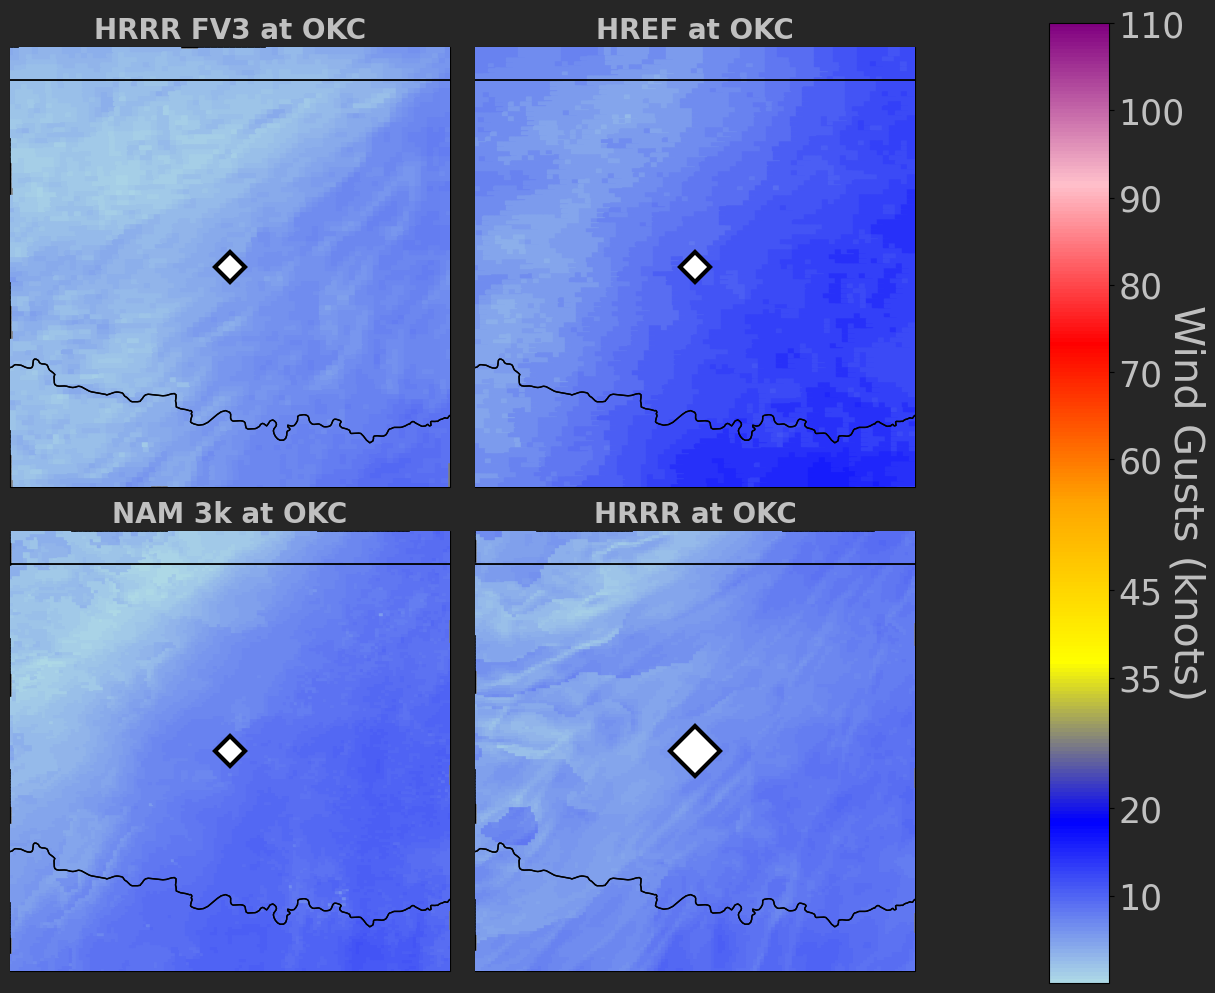 HRRR FV3 at OKC
HREF at OKC
NAM 3k at OKC
HRRR at OKC
110
100
90
80
70
60
45
35
20
10
Wind Gusts (knots)